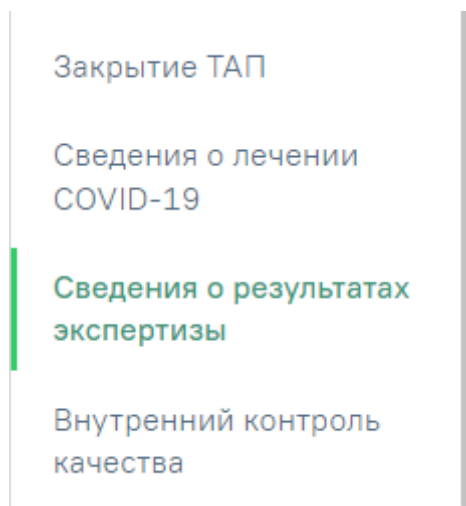 Закрытие ТАП
Сведения о лечении
COVID-19
Сведения о результатах
экспертизы
Внутренний контроль
качества